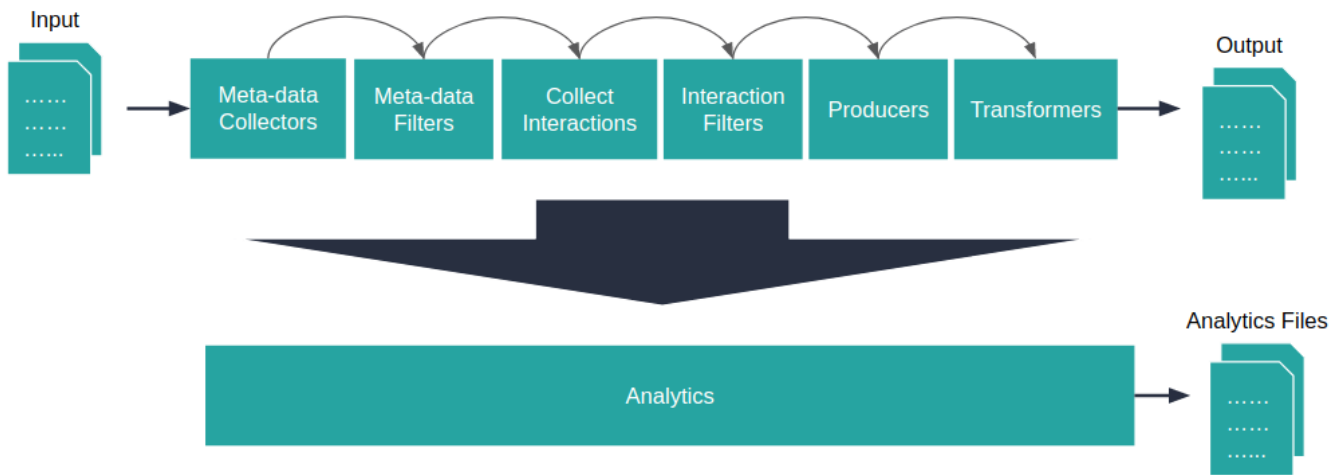 Input
Output
Meta-data
Collectors
Meta-data
Filters
Collect
Interactions
Interaction
Filters
Producers
Transformers
……
……
…...
……
……
…...
Analytics Files
Analytics
……
……
…...